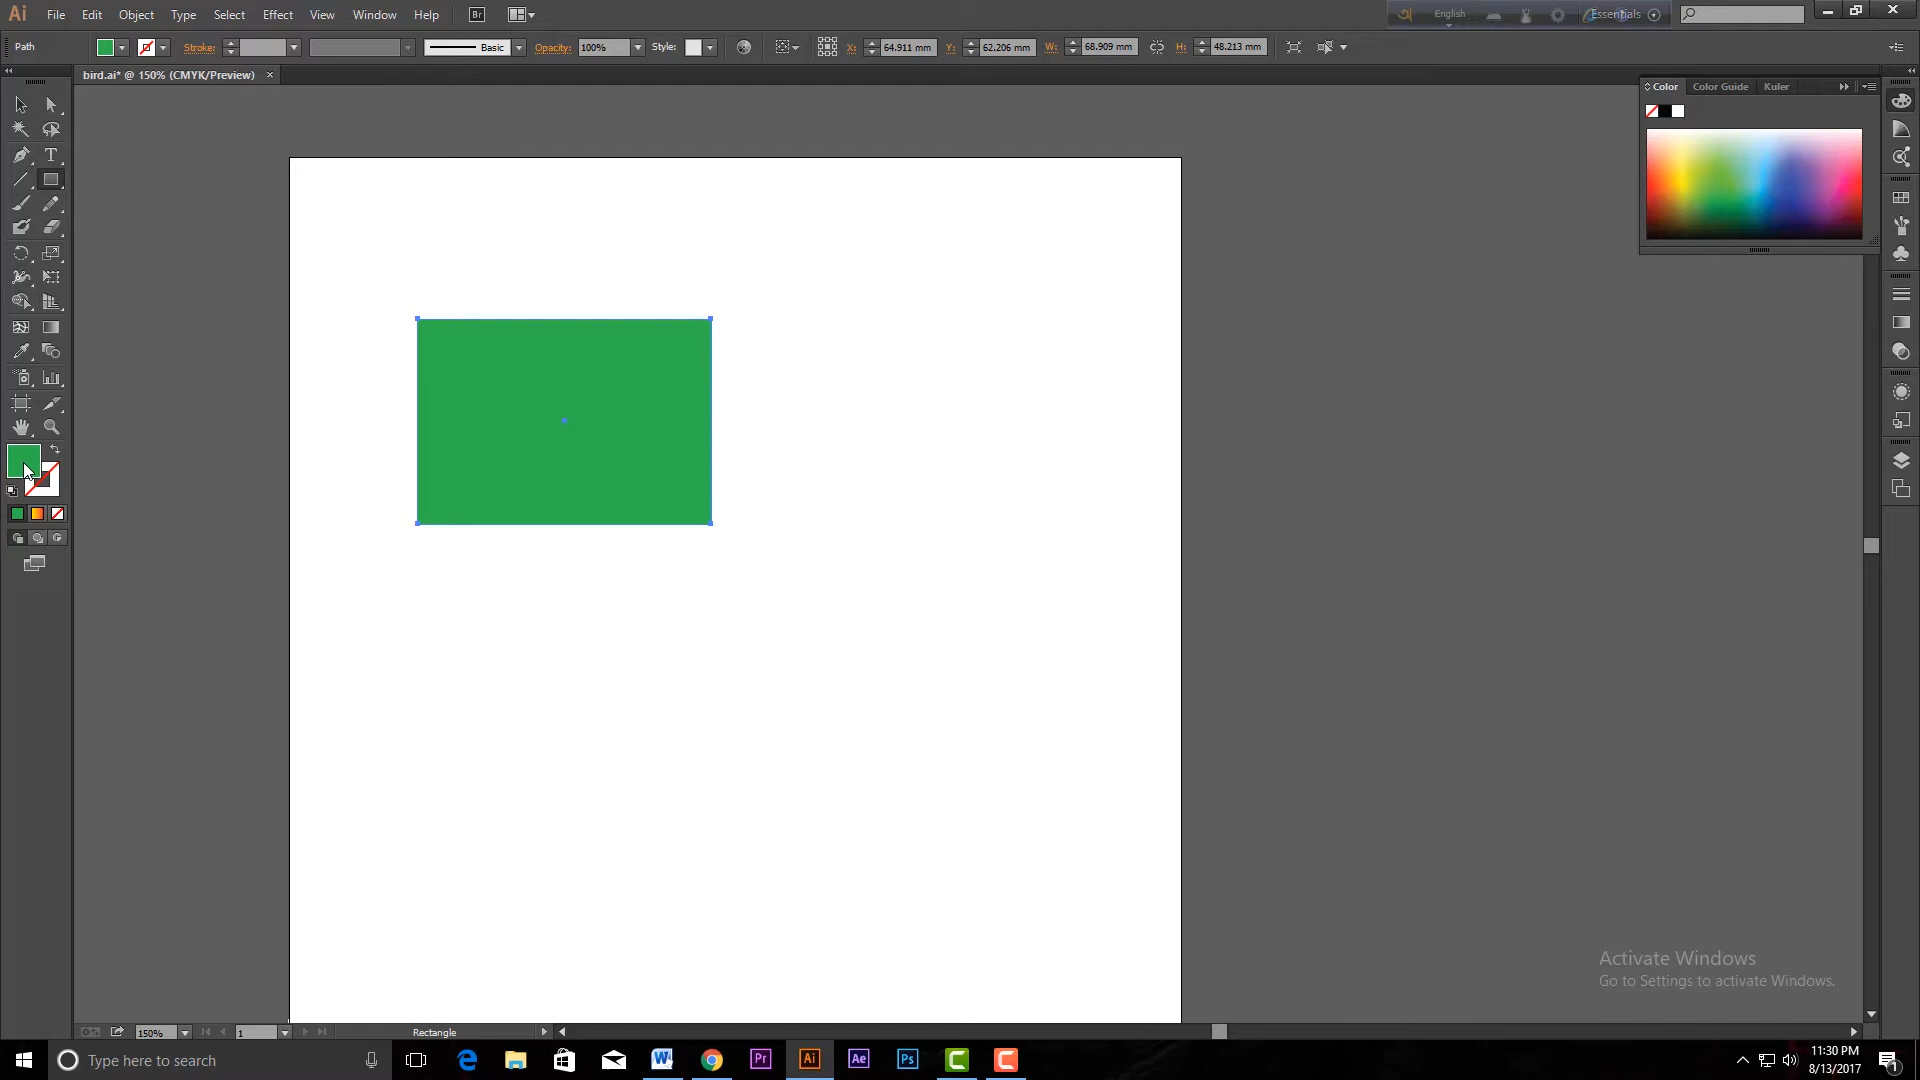 Ai File Edit Object Type Select Effect View Window Help Br English Essentials
Path Stroke: Basic Opacity: 100% Style: X: 64.911 mm Y: 62.206 mm W: 68.909 mm H: 48.213 mm
bird.ai* @ 150% (CMYK/Preview)
Color Color Guide Kuler
T
Activate Windows
Go to Settings to activate Windows.
150% 1 Rectangle
Type here to search Pr Ai Ae Ps 11:30 PM
8/13/2017